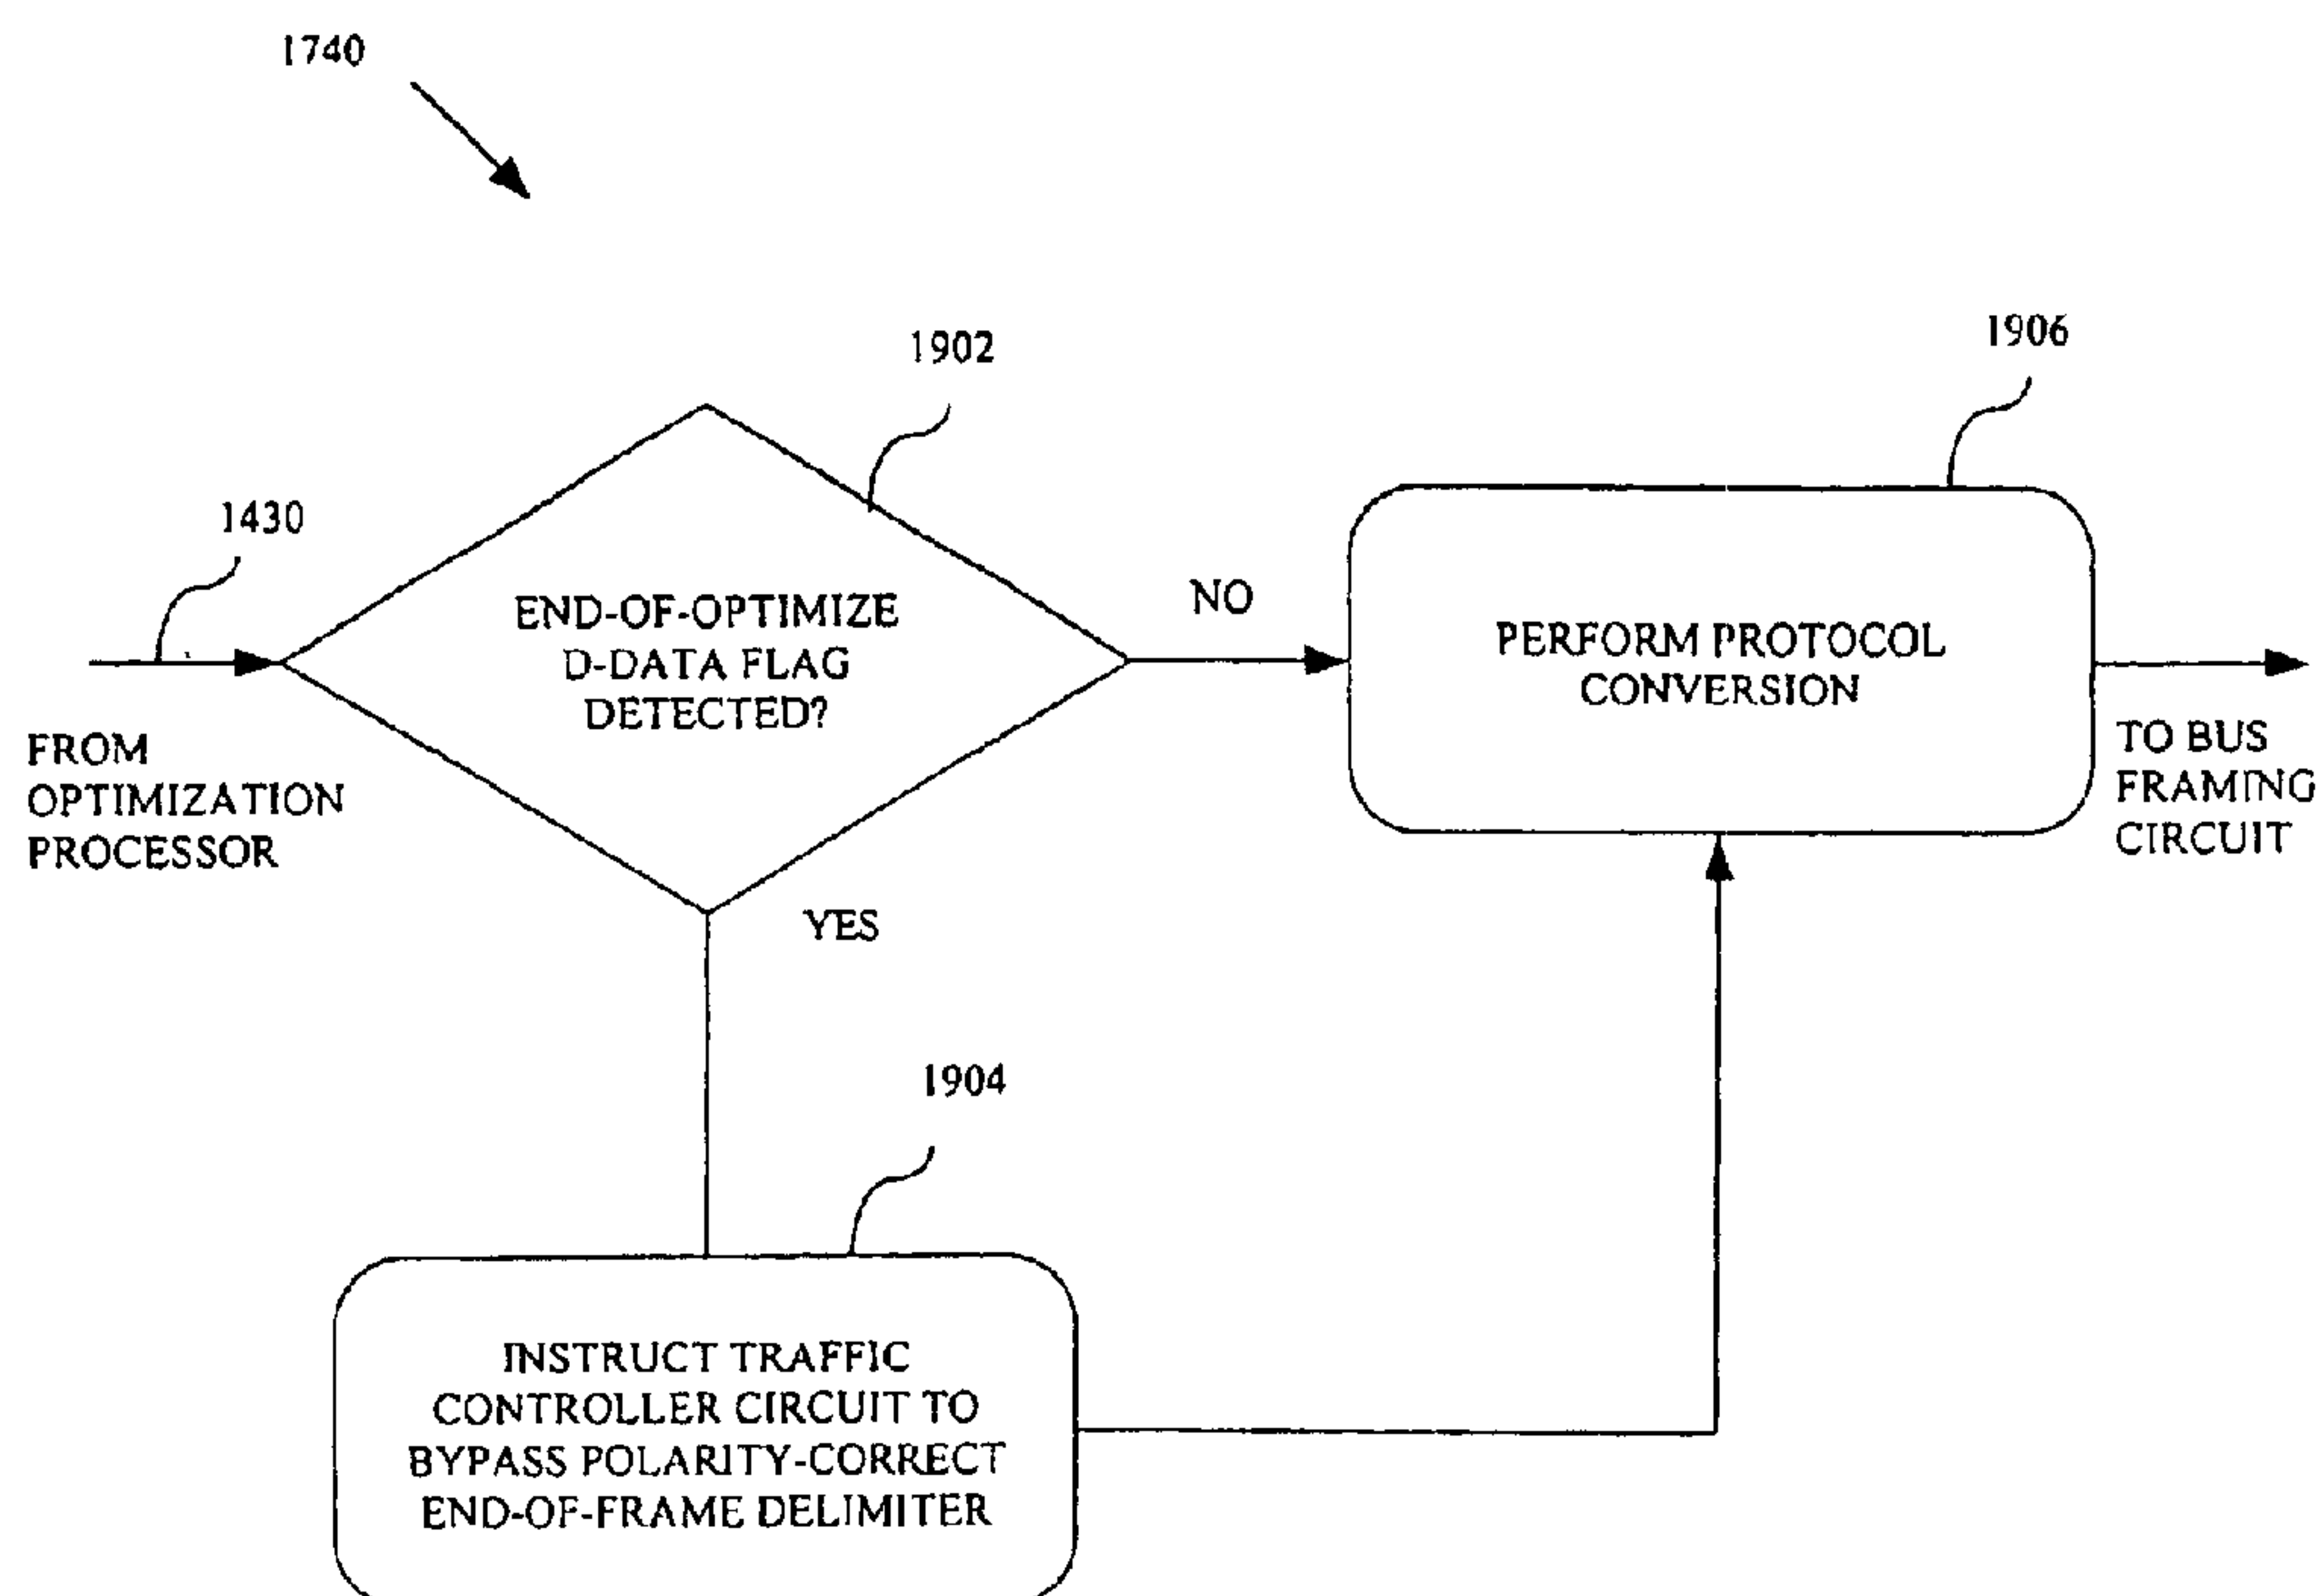 1740
1902
1906
1430
END-OF-OPTIMIZE
D-DATA FLAG
DETECTED?
NO
PERFORM PROTOCOL
CONVERSION
FROM
OPTIMIZATION
PROCESSOR
TO BUS
FRAMING
CIRCUIT
YES
1904
INSTRUCT TRAFFIC
CONTROLLER CIRCUIT TO
BYPASS POLARITY-CORRECT
END-OF-FRAME DELIMITER